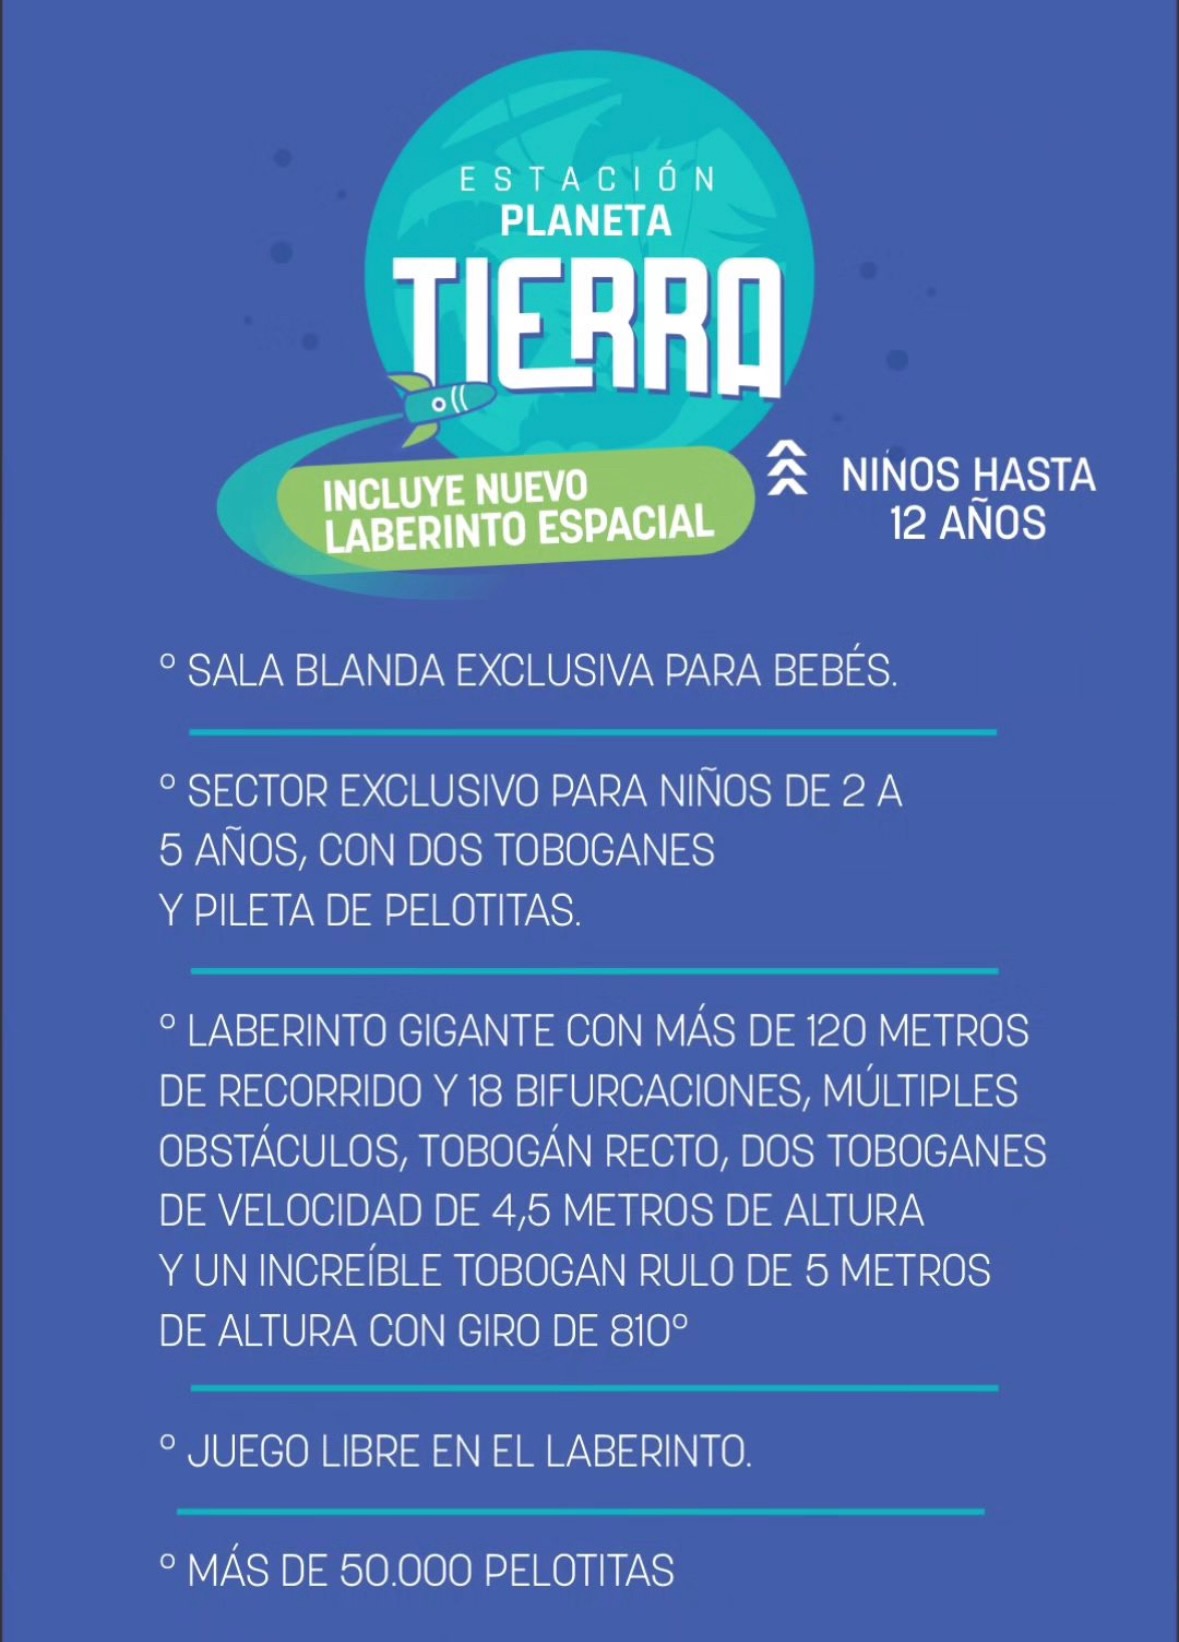 ESTACIÓN
PLANETA
TIERRA
INCLUYE NUEVO
LABERINTO ESPACIAL
NIÑOS HASTA
12 AÑOS
° SALA BLANDA EXCLUSIVA PARA BEBÉS.
° SECTOR EXCLUSIVO PARA NIÑOS DE 2 A
5 AÑOS, CON DOS TOBOGANES
Y PILETA DE PELOTITAS.
° LABERINTO GIGANTE CON MÁS DE 120 METROS
DE RECORRIDO Y 18 BIFURCACIONES, MÚLTIPLES
OBSTÁCULOS, TOBOGÁN RECTO, DOS TOBOGANES
DE VELOCIDAD DE 4,5 METROS DE ALTURA
Y UN INCREÍBLE TOBOGAN RULO DE 5 METROS
DE ALTURA CON GIRO DE 810°
° JUEGO LIBRE EN EL LABERINTO.
° MÁS DE 50.000 PELOTITAS